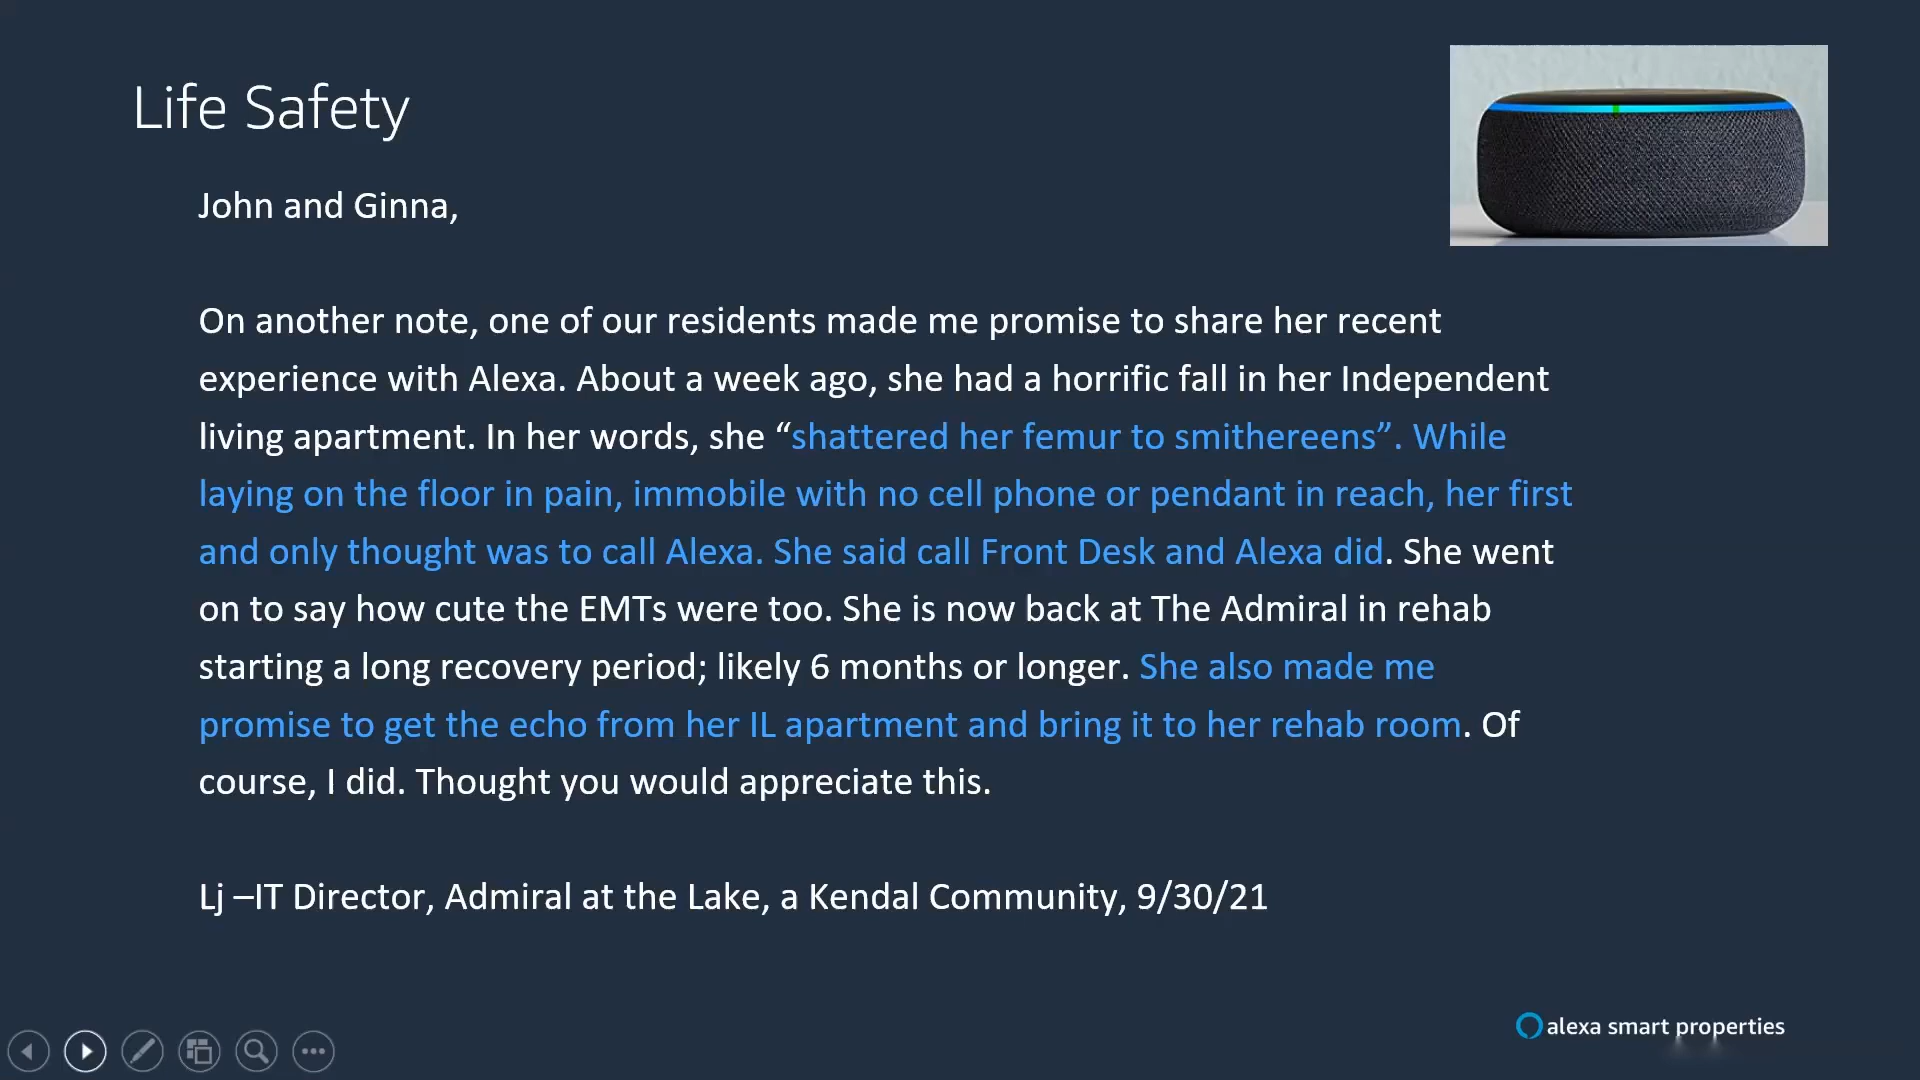 Life Safety
John and Ginna,
On another note, one of our residents made me promise to share her recent
experience with Alexa. About a week ago, she had a horrific fall in her Independent
living apartment. In her words, she “shattered her femur to smithereens”. While
laying on the floor in pain, immobile with no cell phone or pendant in reach, her first
and only thought was to call Alexa. She said call Front Desk and Alexa did. She went
on to say how cute the EMTs were too. She is now back at The Admiral in rehab
starting a long recovery period; likely 6 months or longer. She also made me
promise to get the echo from her IL apartment and bring it to her rehab room. Of
course, I did. Thought you would appreciate this.
Lj –IT Director, Admiral at the Lake, a Kendal Community, 9/30/21
alexa smart properties